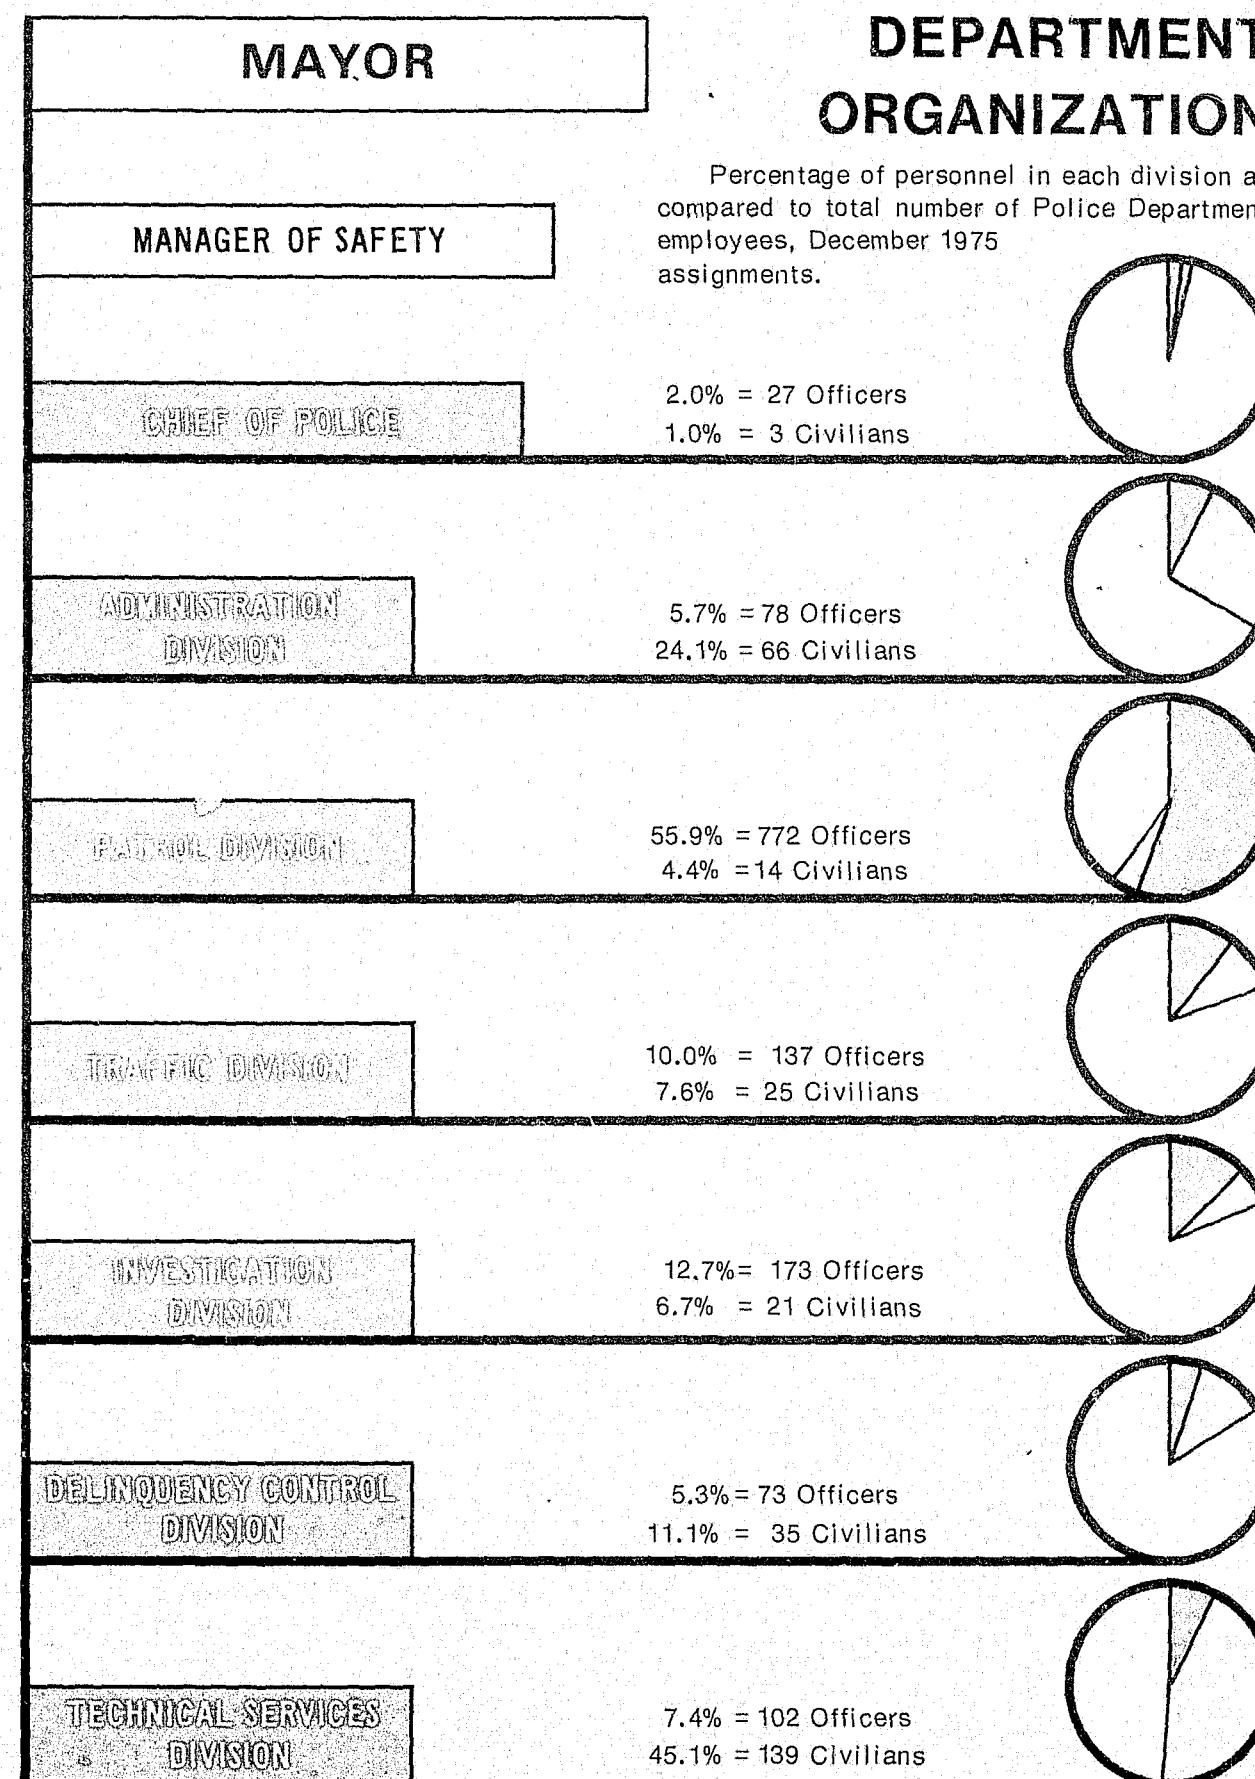 MAYOR
DEPARTMENT
ORGANIZATION
Percentage of personnel in each division a
compared to total number of Police Departmen
employees, December 1975
assignments.
MANAGER OF SAFETY
CHIEF OF POLICE
2.0% = 27 Officers
1.0% = 3 Civilians
ADMINISTRATION
DIVISION
5.7% = 78 Officers
24.1% = 66 Civilians
PATROL DIVISION
55.9% = 772 Officers
4.4% = 14 Civilians
TRAFFIC DIVISION
10.0% = 137 Officers
7.6% = 25 Civilians
INVESTIGATION
DIVISION
12.7% = 173 Officers
6.7% = 21 Civilians
DELINQUENCY CONTROL
DIVISION
5.3% = 73 Officers
11.1% = 35 Civilians
TECHNICAL SERVICES
DIVISION
7.4% = 102 Officers
45.1% = 139 Civilians